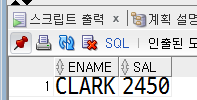 스크립트 출력 × 계획 설명
SQL | 인출된 도
ENAME SAL
1 CLARK 2450